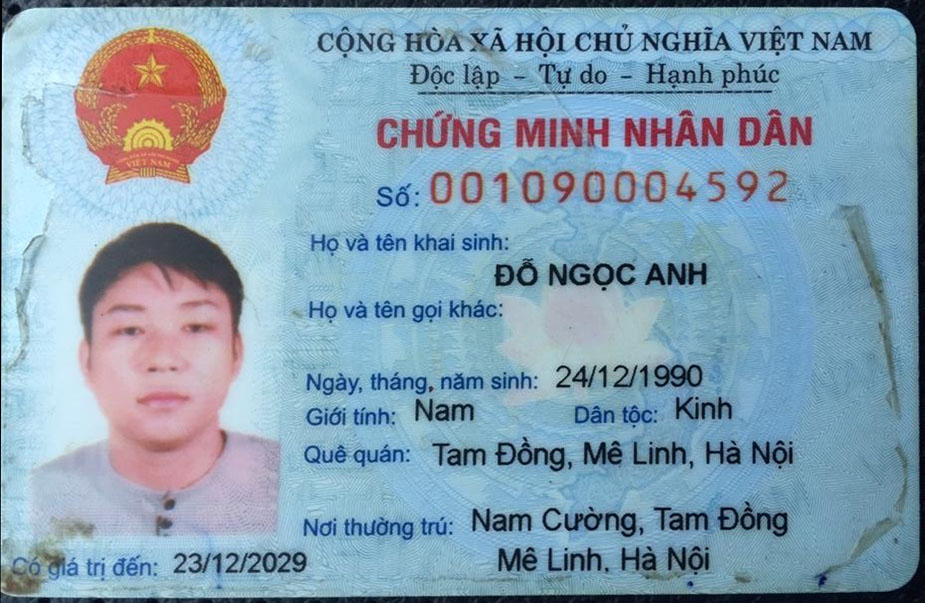 CỘNG HÒA XÃ HỘI CHỦ NGHĨA VIỆT NAM
Độc lập - Tự do - Hạnh phúc
CHỨNG MINH NHÂN DÂN
Số: 001090004592
Họ và tên khai sinh:
ĐỖ NGỌC ANH
Họ và tên gọi khác:
Ngày, tháng, năm sinh: 24/12/1990
Giới tính: Nam Dân tộc: Kinh
Quê quán: Tam Đồng, Mê Linh, Hà Nội
Nơi thường trú: Nam Cường, Tam Đồng
Mê Linh, Hà Nội
Có giá trị đến: 23/12/2029
VIỆT NAM